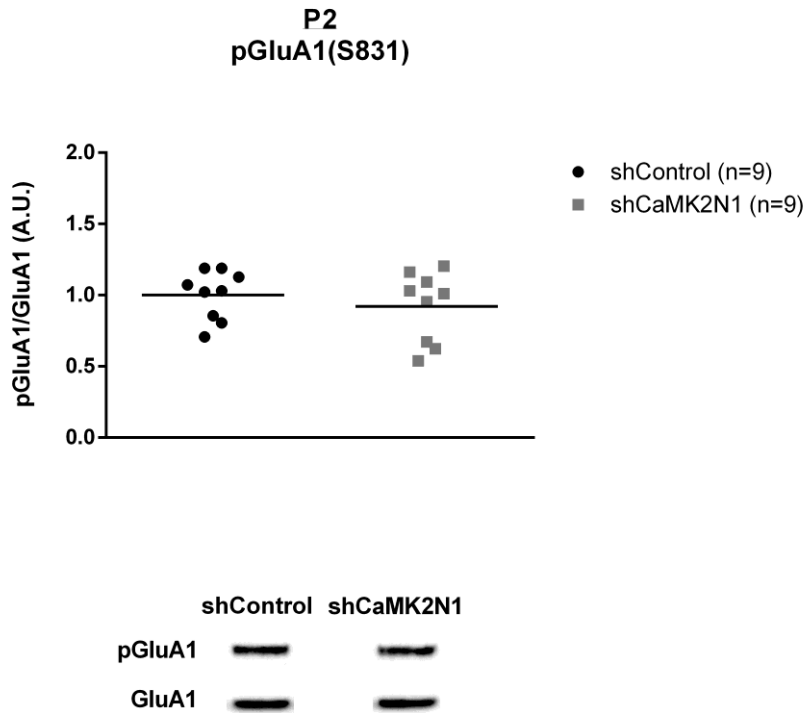 P2
pGluA1(S831)
pGluA1/GluA1 (A.U.)
2.0
1.5
1.0
0.5
0.0
shControl (n=9)
shCaMK2N1 (n=9)
shControl shCaMK2N1
pGluA1
GluA1